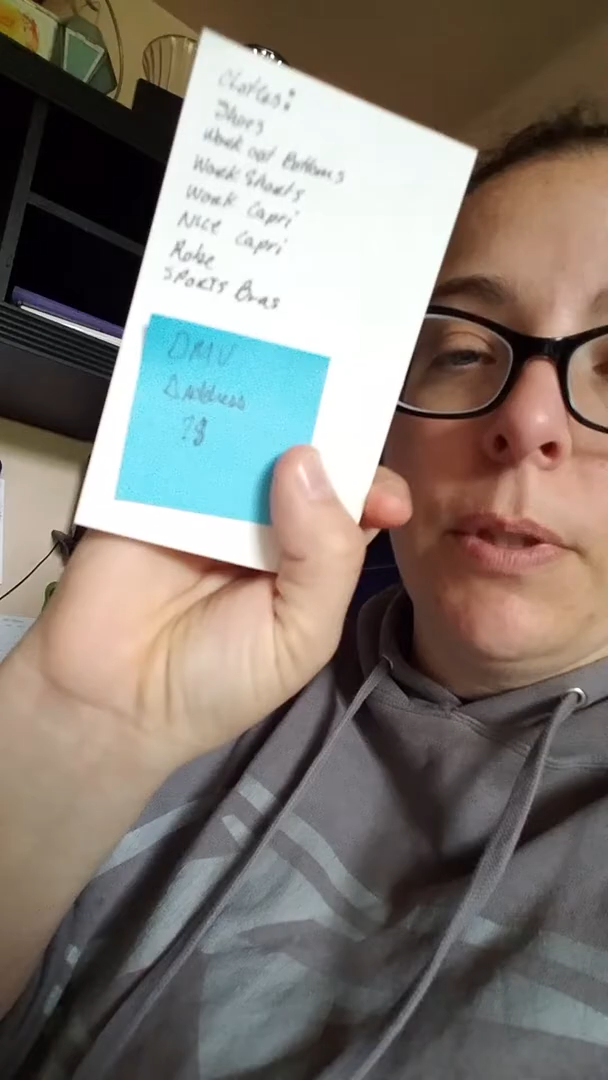 Clothes:
Shoes
Work out Bottoms
Work Shorts
Work Capri
Nice Capri
Robe
Sports Bras
DMV
Δ Address
?$